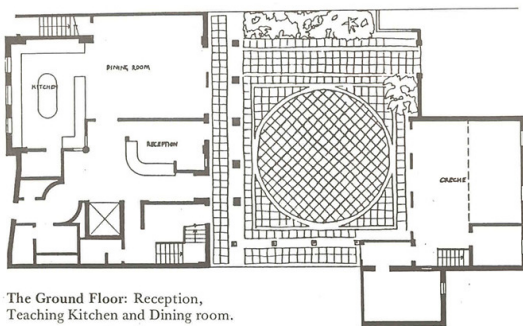 DINING ROOM
KITCHEN
RECEPTION
CRECHE
The Ground Floor: Reception,
Teaching Kitchen and Dining room.